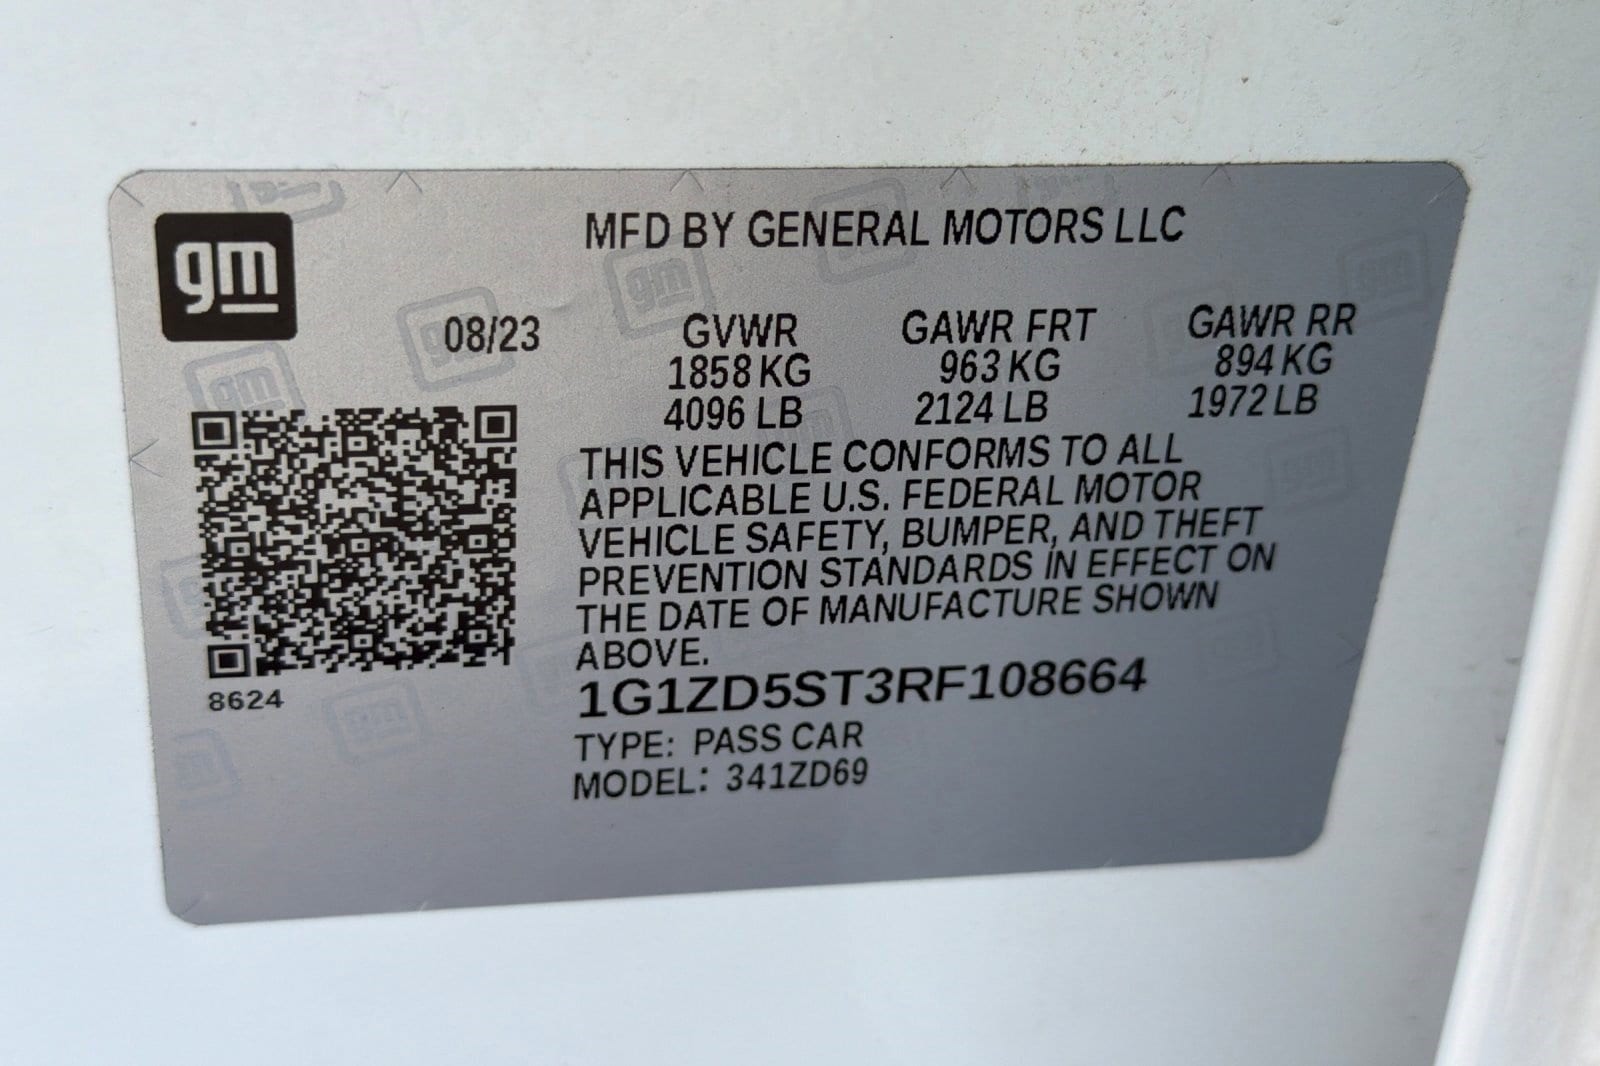 gm
MFD BY GENERAL MOTORS LLC
08/23
GVWR GAWR FRT GAWR RR
1858 KG 963 KG 894 KG
4096 LB 2124 LB 1972 LB
THIS VEHICLE CONFORMS TO ALL
APPLICABLE U.S. FEDERAL MOTOR
VEHICLE SAFETY, BUMPER, AND THEFT
PREVENTION STANDARDS IN EFFECT ON
THE DATE OF MANUFACTURE SHOWN
ABOVE.
8624
1G1ZD5ST3RF108664
TYPE: PASS CAR
MODEL: 341ZD69